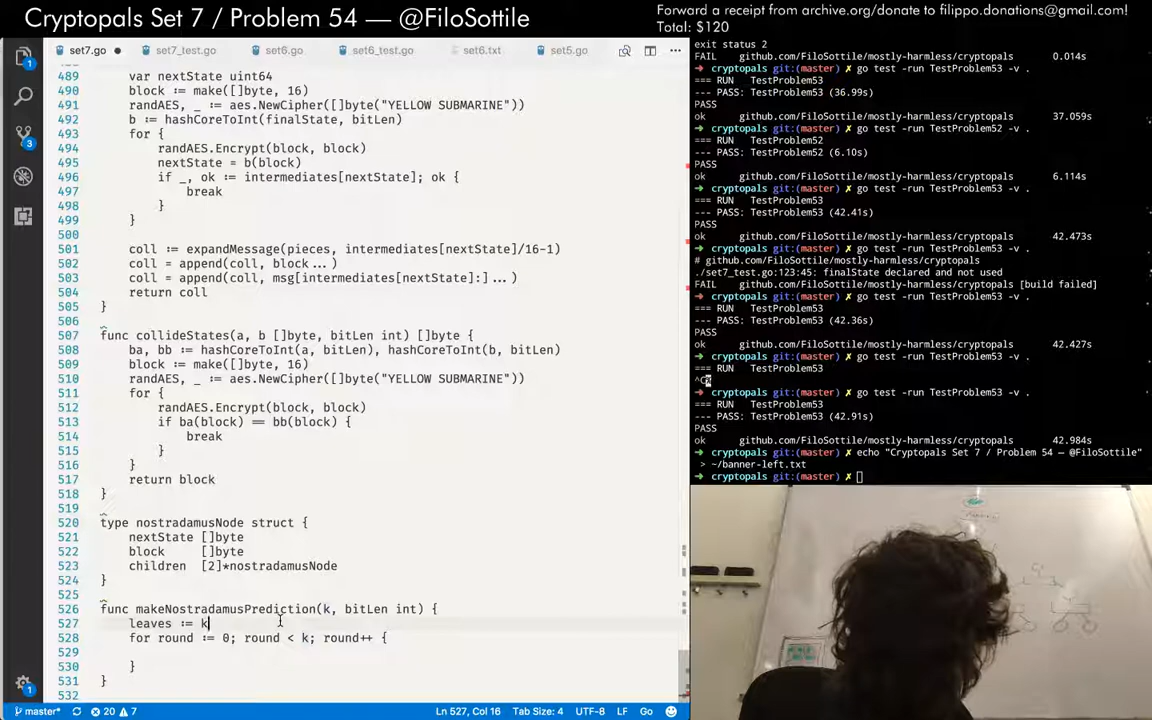 Cryptopals Set 7 / Problem 54 — @FiloSottile
Forward a receipt from archive.org/donate to filippo.donations@gmail.com!
Total: $120
set7.go
set7_test.go
set6.go
set6_test.go
set6.txt
set5.go
489 var nextState uint64
490 block := make([]byte, 16)
491 randAES, _ := aes.NewCipher([]byte("YELLOW SUBMARINE"))
492 b := hashCoreToInt(finalState, bitLen)
493 for {
494 randAES.Encrypt(block, block)
495 nextState = b(block)
496 if _, ok := intermediates[nextState]; ok {
497 break
498 }
499 }
500
501 coll := expandMessage(pieces, intermediates[nextState]/16-1)
502 coll = append(coll, block...)
503 coll = append(coll, msg[intermediates[nextState]:]...)
504 return coll
505 }
506
507 func collideStates(a, b []byte, bitLen int) []byte {
508 ba, bb := hashCoreToInt(a, bitLen), hashCoreToInt(b, bitLen)
509 block := make([]byte, 16)
510 randAES, _ := aes.NewCipher([]byte("YELLOW SUBMARINE"))
511 for {
512 randAES.Encrypt(block, block)
513 if ba(block) == bb(block) {
514 break
515 }
516 }
517 return block
518 }
519
520 type nostradamusNode struct {
521 nextState []byte
522 block []byte
523 children [2]*nostradamusNode
524 }
525
526 func makeNostradamusPrediction(k, bitLen int) {
527 leaves := k
528 for round := 0; round < k; round++ {
529
530 }
531 }
532
master* 20 7 Ln 527, Col 16 Tab Size: 4 UTF-8 LF Go
exit status 2
FAIL github.com/FiloSottile/mostly-harmless/cryptopals 0.014s
➜ cryptopals git:(master) ✗ go test -run TestProblem53 -v .
=== RUN TestProblem53
--- PASS: TestProblem53 (36.99s)
PASS
ok github.com/FiloSottile/mostly-harmless/cryptopals 37.059s
➜ cryptopals git:(master) ✗ go test -run TestProblem52 -v .
=== RUN TestProblem52
--- PASS: TestProblem52 (6.10s)
PASS
ok github.com/FiloSottile/mostly-harmless/cryptopals 6.114s
➜ cryptopals git:(master) ✗ go test -run TestProblem53 -v .
=== RUN TestProblem53
--- PASS: TestProblem53 (42.41s)
PASS
ok github.com/FiloSottile/mostly-harmless/cryptopals 42.473s
➜ cryptopals git:(master) ✗ go test -run TestProblem53 -v .
# github.com/FiloSottile/mostly-harmless/cryptopals
./set7_test.go:123:45: finalState declared and not used
FAIL github.com/FiloSottile/mostly-harmless/cryptopals [build failed]
➜ cryptopals git:(master) ✗ go test -run TestProblem53 -v .
=== RUN TestProblem53
--- PASS: TestProblem53 (42.36s)
PASS
ok github.com/FiloSottile/mostly-harmless/cryptopals 42.427s
➜ cryptopals git:(master) ✗ go test -run TestProblem53 -v .
=== RUN TestProblem53
➜ cryptopals git:(master) ✗ go test -run TestProblem53 -v .
=== RUN TestProblem53
--- PASS: TestProblem53 (42.91s)
PASS
ok github.com/FiloSottile/mostly-harmless/cryptopals 42.984s
➜ cryptopals git:(master) ✗ echo "Cryptopals Set 7 / Problem 54 — @FiloSottile"
> ~/banner-left.txt
➜ cryptopals git:(master) ✗